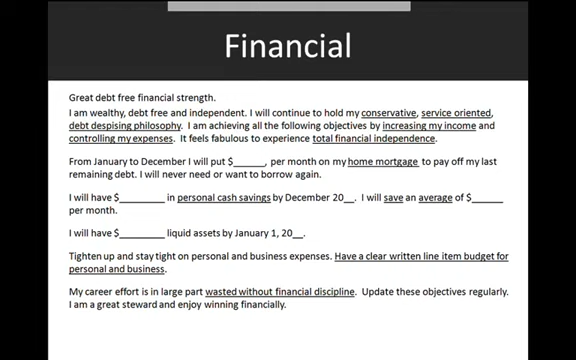 Financial
Great debt free financial strength.
I am wealthy, debt free and independent. I will continue to hold my conservative, service oriented,
debt despising philosophy. I am achieving all the following objectives by increasing my income and
controlling my expenses. It feels fabulous to experience total financial independence.
From January to December I will put $______, per month on my home mortgage to pay off my last
remaining debt. I will never need or want to borrow again.
I will have $_________ in personal cash savings by December 20__. I will save an average of $______
per month.
I will have $_________ liquid assets by January 1, 20__.
Tighten up and stay tight on personal and business expenses. Have a clear written line item budget for
personal and business.
My career effort is in large part wasted without financial discipline. Update these objectives regularly.
I am a great steward and enjoy winning financially.